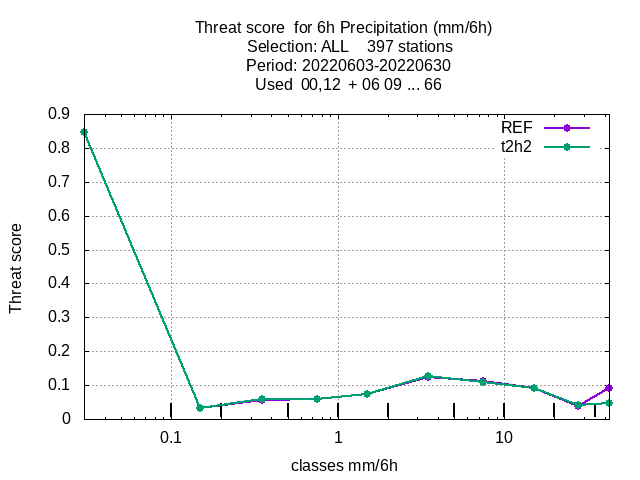 Threat score  for 6h Precipitation (mm/6h)
Selection: ALL    397 stations
Period: 20220603-20220630
Used  00,12  + 06 09 ... 66
REF
t2h2
Threat score
0.9
0.8
0.7
0.6
0.5
0.4
0.3
0.2
0.1
0
0.1 1 10
classes mm/6h